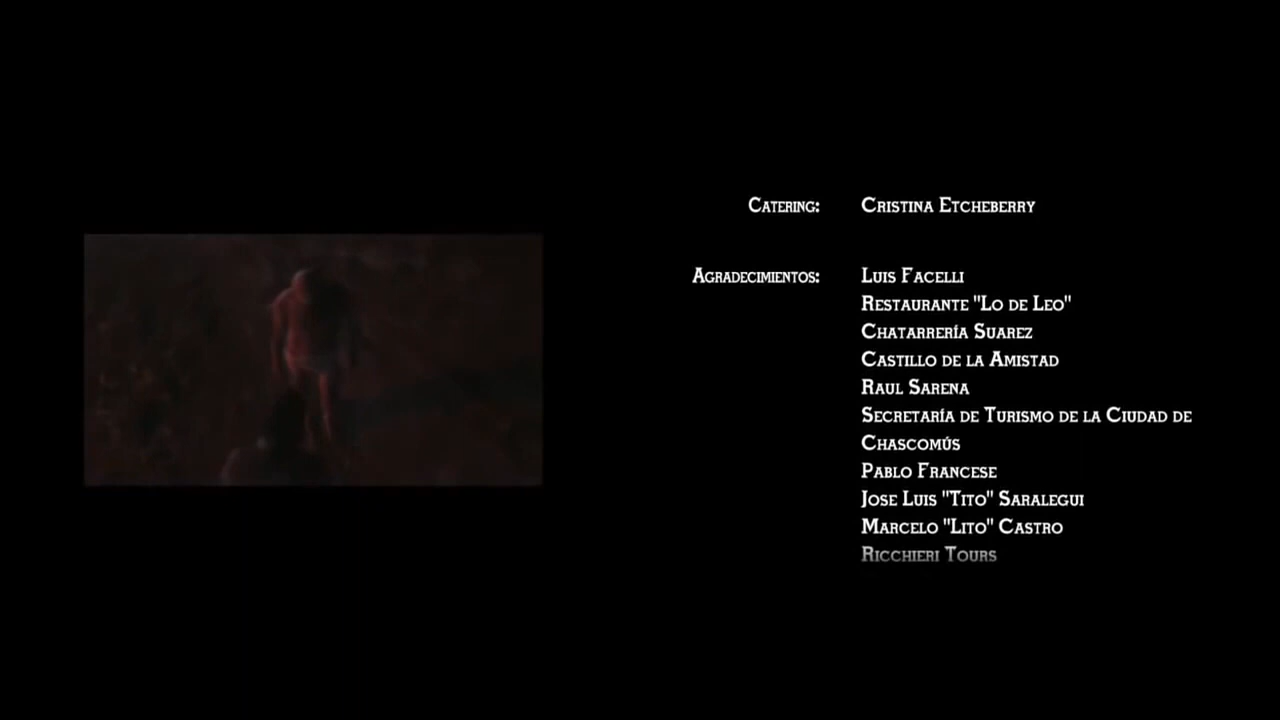 Catering: Cristina Etcheberry
Agradecimientos: Luis Facelli
Restaurante "Lo de Leo"
Chatarrería Suarez
Castillo de la Amistad
Raul Sarena
Secretaría de Turismo de la Ciudad de
Chascomús
Pablo Francese
Jose Luis "Tito" Saralegui
Marcelo "Lito" Castro
Ricchieri Tours